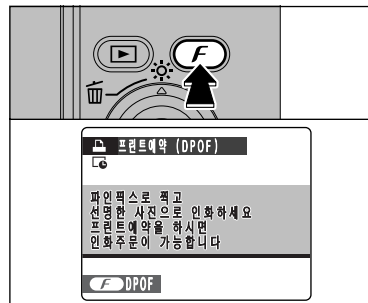 F
프린트예약 (DPOF)
파인픽스로 찍고
선명한 사진으로 인화하세요
프린트예약을 하시면
인화주문이 가능합니다
F DPOF